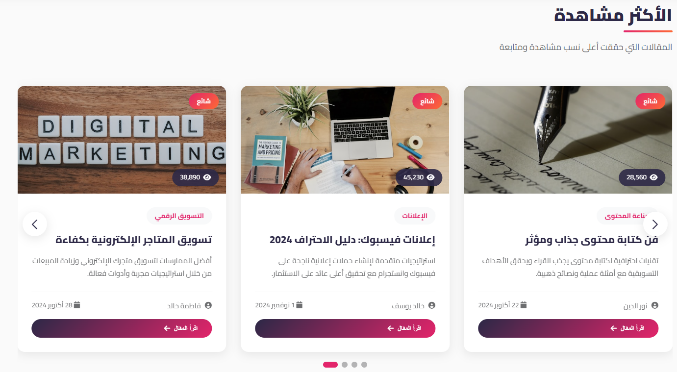 الأكثر مشاهدة
المقالات التي حققت أعلى نسب مشاهدة ومتابعة
شائع
28,560
صناعة المحتوى
فن كتابة محتوى جذاب ومؤثر
تقنيات احترافية لكتابة محتوى يجذب القراء ويحقق الأهداف
التسويقية مع أمثلة عملية ونصائح ذهبية.
نور الدين
22 أكتوبر 2024
اقرأ المقال
شائع
MARKETING
45,230
الإعلانات
إعلانات فيسبوك: دليل الاحتراف 2024
استراتيجيات متقدمة لإنشاء حملات إعلانية ناجحة على
فيسبوك وانستجرام مع تحقيق أعلى عائد على الاستثمار.
خالد يوسف
1 نوفمبر 2024
اقرأ المقال
شائع
DIGITAL
MARKETING
38,890
التسويق الرقمي
تسويق المتاجر الإلكترونية بكفاءة
أفضل الممارسات لتسويق متجرك الإلكتروني وزيادة المبيعات
من خلال استراتيجيات مجربة وأدوات فعالة.
فاطمة خالد
28 أكتوبر 2024
اقرأ المقال